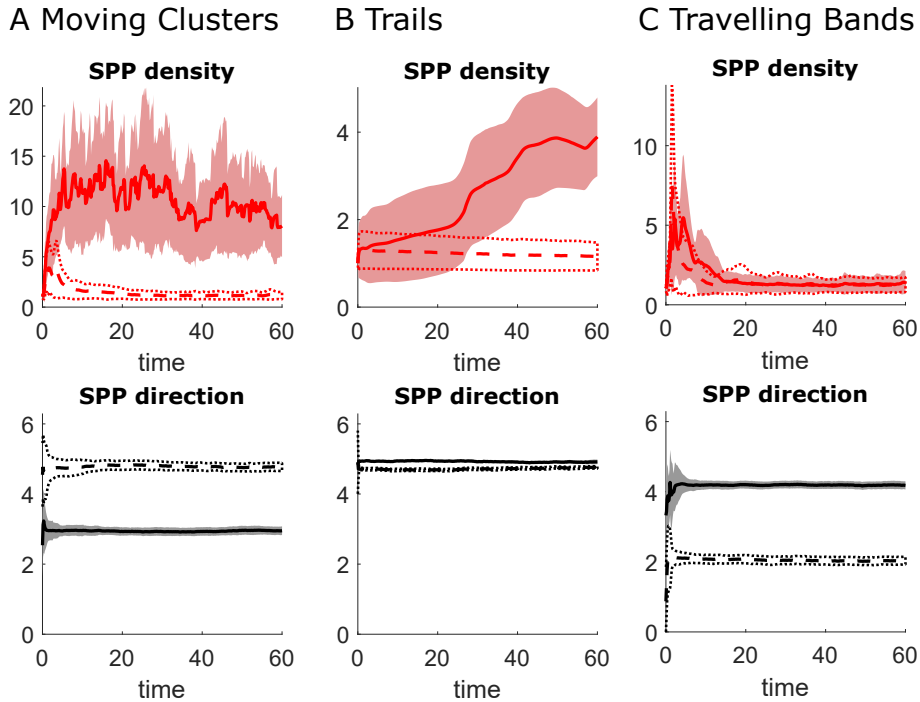 A Moving Clusters
B Trails
C Travelling Bands
SPP density
20
15
10
5
0
0 20 40 60
time
SPP density
4
2
0
0 20 40 60
time
SPP density
10
5
0
0 20 40 60
time
SPP direction
6
4
2
0
0 20 40 60
time
SPP direction
6
4
2
0
0 20 40 60
time
SPP direction
6
4
2
0
0 20 40 60
time